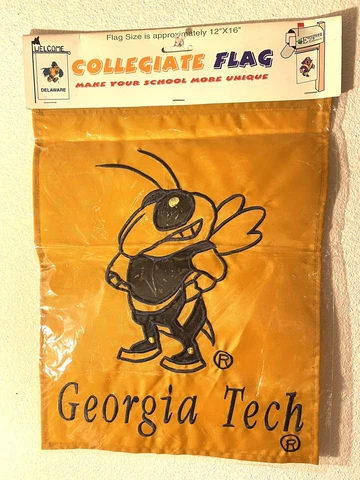 Flag Size is approximately 12"X16"
WELCOME
COLLEGIATE FLAG
MAKE YOUR SCHOOL MORE UNIQUE
DELAWARE
®
Georgia Tech
®